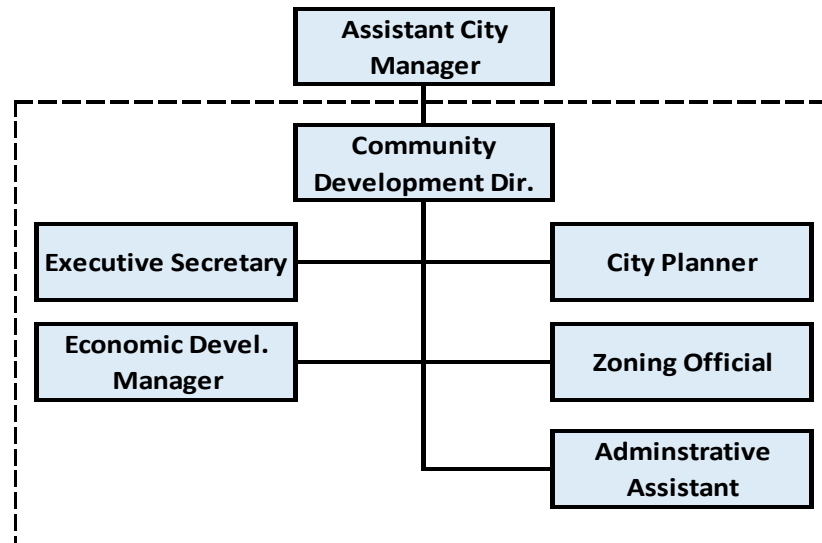 Assistant City
Manager
Community
Development Dir.
Executive Secretary
City Planner
Economic Devel.
Manager
Zoning Official
Adminstrative
Assistant